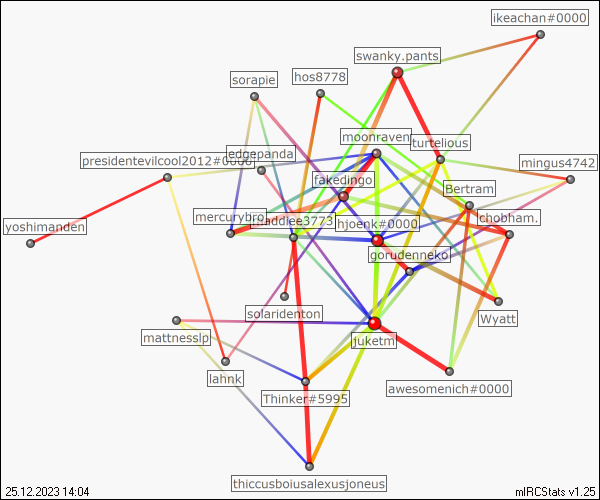 ikeachan#0000
swanky.pants
sorapie
hos8778
moonraven
turtelious
edgepanda
presidentevilcool2012#0000
mingus4742
fakedingo
Bertram
mercurybro
hjoenk#0000
chobham.
yoshimanden
gorudenneko
solaridenton
Wyatt
mattnesslp
juketm
lahnk
Thinker#5995
awesomenich#0000
thiccusboiusalexusjoneus
25.12.2023 14:04
mIRCStats v1.25